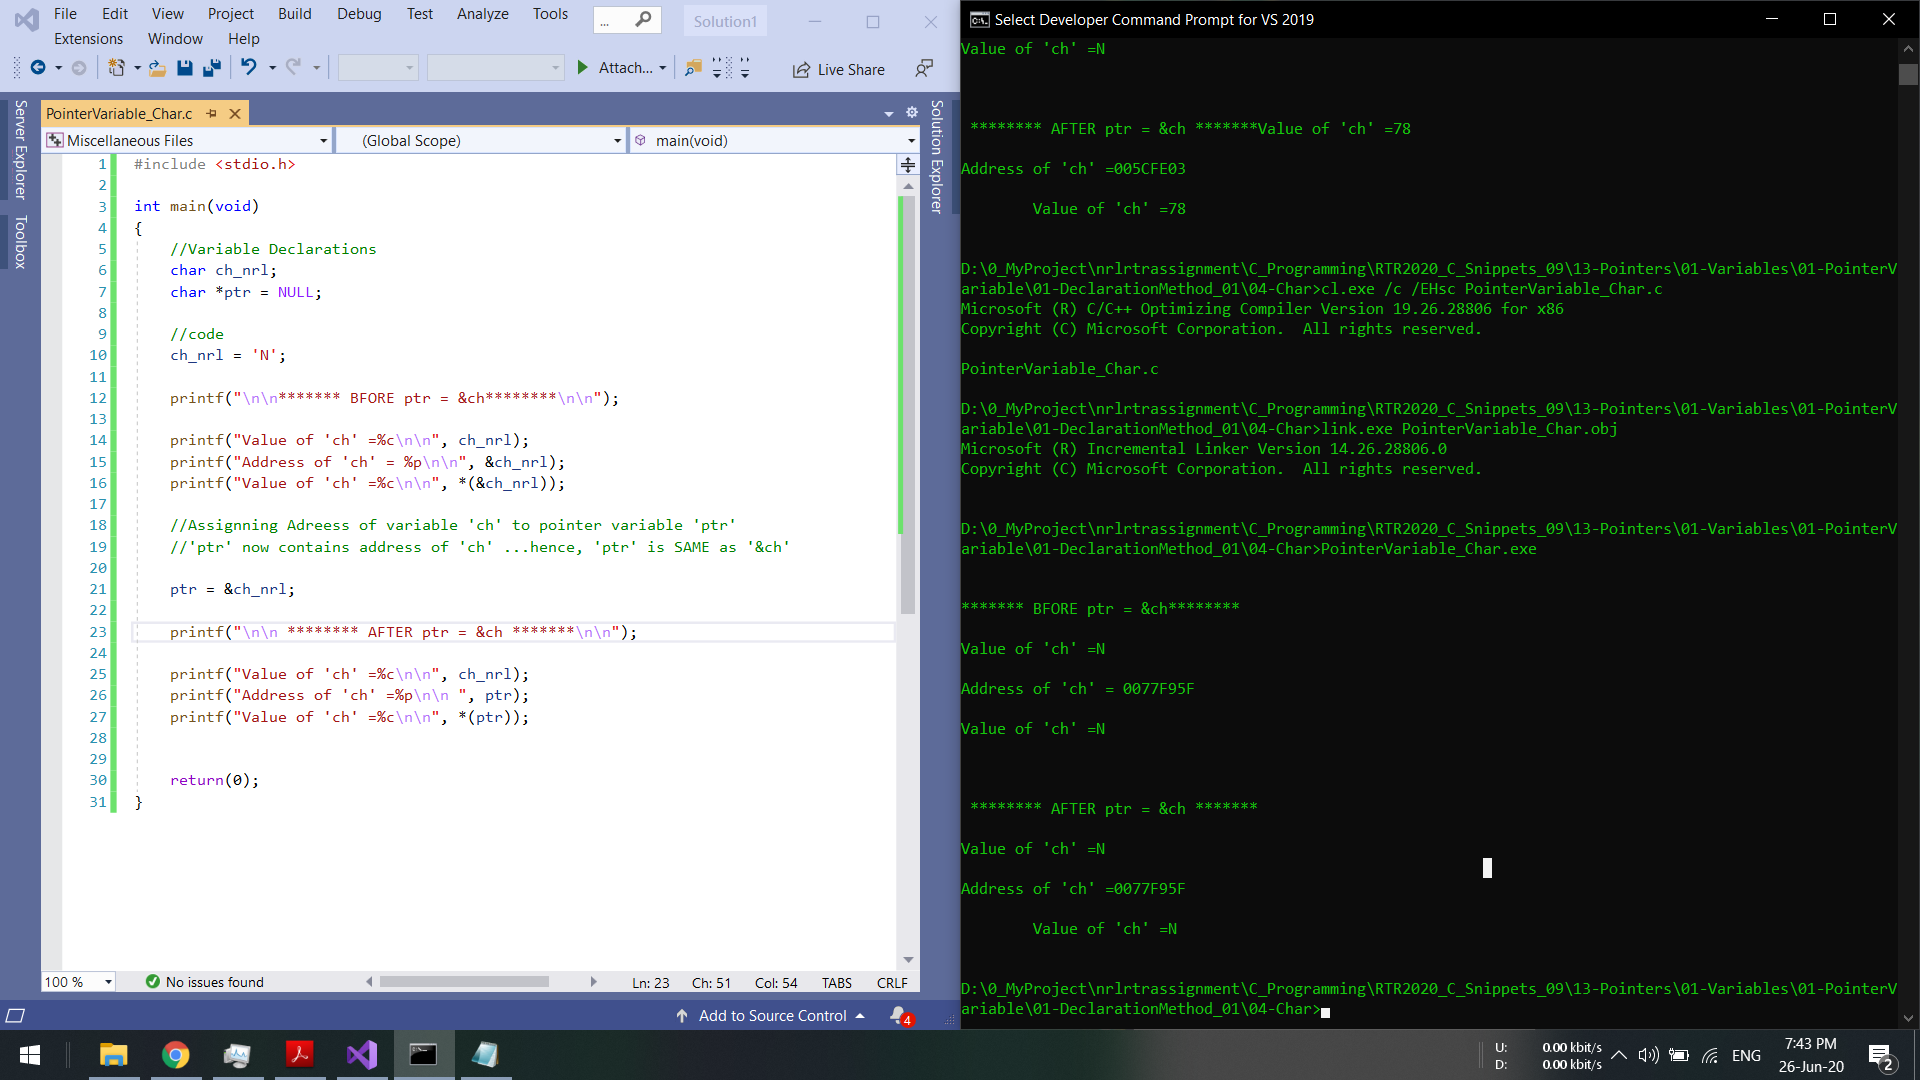 File Edit View Project Build Debug Test Analyze Tools ... Solution1
Extensions Window Help
Attach... Live Share
Server Explorer
Toolbox
PointerVariable_Char.c
Miscellaneous Files (Global Scope) main(void)
Solution Explorer
1 #include <stdio.h>
2
3 int main(void)
4 {
5 //Variable Declarations
6 char ch_nrl;
7 char *ptr = NULL;
8
9 //code
10 ch_nrl = 'N';
11
12 printf("\n\n******* BFORE ptr = &ch********\n\n");
13
14 printf("Value of 'ch' =%c\n\n", ch_nrl);
15 printf("Address of 'ch' = %p\n\n", &ch_nrl);
16 printf("Value of 'ch' =%c\n\n", *(&ch_nrl));
17
18 //Assignning Adreess of variable 'ch' to pointer variable 'ptr'
19 //'ptr' now contains address of 'ch' ...hence, 'ptr' is SAME as '&ch'
20
21 ptr = &ch_nrl;
22
23 printf("\n\n ******** AFTER ptr = &ch *******\n\n");
24
25 printf("Value of 'ch' =%c\n\n", ch_nrl);
26 printf("Address of 'ch' =%p\n\n ", ptr);
27 printf("Value of 'ch' =%c\n\n", *(ptr));
28
29
30 return(0);
31 }
100 % No issues found Ln: 23 Ch: 51 Col: 54 TABS CRLF
Add to Source Control 4
Select Developer Command Prompt for VS 2019
Value of 'ch' =N
******** AFTER ptr = &ch *******Value of 'ch' =78
Address of 'ch' =005CFE03
Value of 'ch' =78
D:\0_MyProject\nrlrtrassignment\C_Programming\RTR2020_C_Snippets_09\13-Pointers\01-Variables\01-PointerV
ariable\01-DeclarationMethod_01\04-Char>cl.exe /c /EHsc PointerVariable_Char.c
Microsoft (R) C/C++ Optimizing Compiler Version 19.26.28806 for x86
Copyright (C) Microsoft Corporation. All rights reserved.
PointerVariable_Char.c
D:\0_MyProject\nrlrtrassignment\C_Programming\RTR2020_C_Snippets_09\13-Pointers\01-Variables\01-PointerV
ariable\01-DeclarationMethod_01\04-Char>link.exe PointerVariable_Char.obj
Microsoft (R) Incremental Linker Version 14.26.28806.0
Copyright (C) Microsoft Corporation. All rights reserved.
D:\0_MyProject\nrlrtrassignment\C_Programming\RTR2020_C_Snippets_09\13-Pointers\01-Variables\01-PointerV
ariable\01-DeclarationMethod_01\04-Char>PointerVariable_Char.exe
******* BFORE ptr = &ch********
Value of 'ch' =N
Address of 'ch' = 0077F95F
Value of 'ch' =N
******** AFTER ptr = &ch *******
Value of 'ch' =N
Address of 'ch' =0077F95F
Value of 'ch' =N
D:\0_MyProject\nrlrtrassignment\C_Programming\RTR2020_C_Snippets_09\13-Pointers\01-Variables\01-PointerV
ariable\01-DeclarationMethod_01\04-Char>
U: 0.00 kbit/s
D: 0.00 kbit/s
ENG
7:43 PM
26-Jun-20
2